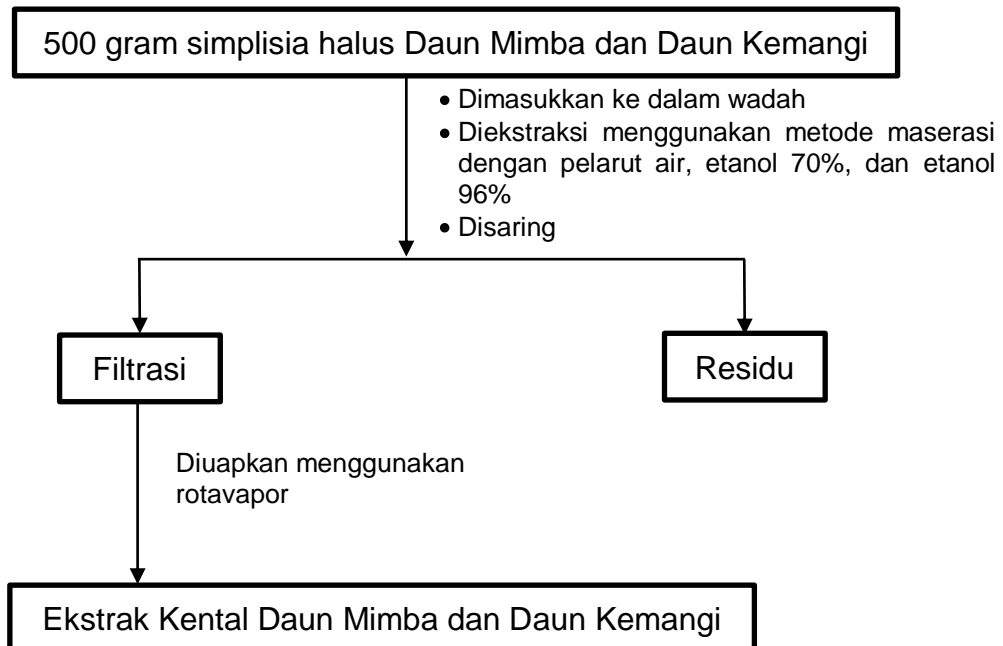 500 gram simplisia halus Daun Mimba dan Daun Kemangi
• Dimasukkan ke dalam wadah
• Diekstraksi menggunakan metode maserasi
dengan pelarut air, etanol 70%, dan etanol
96%
• Disaring
Filtrasi
Residu
Diuapkan menggunakan
rotavapor
Ekstrak Kental Daun Mimba dan Daun Kemangi